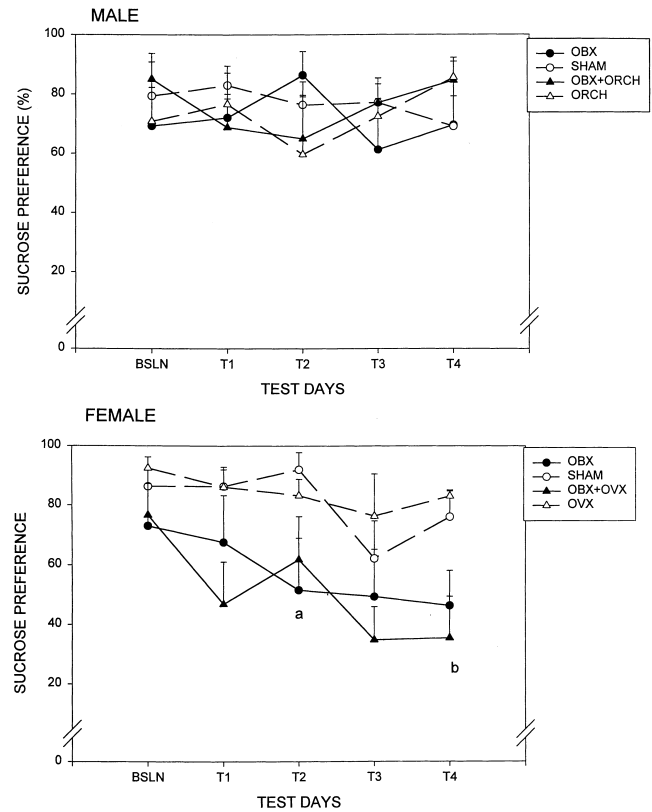 MALE
SUCROSE PREFERENCE (%)
100
80
60
40
20
0
BSLN T1 T2 T3 T4
TEST DAYS
OBX
SHAM
OBX+ORCH
ORCH
FEMALE
SUCROSE PREFERENCE
100
80
60
40
20
0
a
b
BSLN T1 T2 T3 T4
TEST DAYS
OBX
SHAM
OBX+OVX
OVX